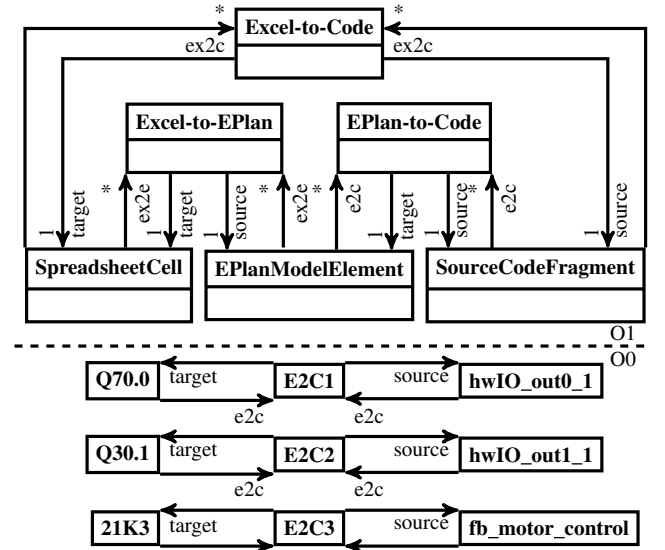 * Excel-to-Code *
ex2c ex2c
Excel-to-EPlan EPlan-to-Code
1 target * ex2e 1 target 1 source * ex2e * e2c 1 target 1 source * e2c 1 source
SpreadsheetCell EPlanModelElement SourceCodeFragment
O1
O0
Q70.0 target E2C1 source hwIO_out0_1
e2c e2c
Q30.1 target E2C2 source hwIO_out1_1
e2c e2c
21K3 target E2C3 source fb_motor_control